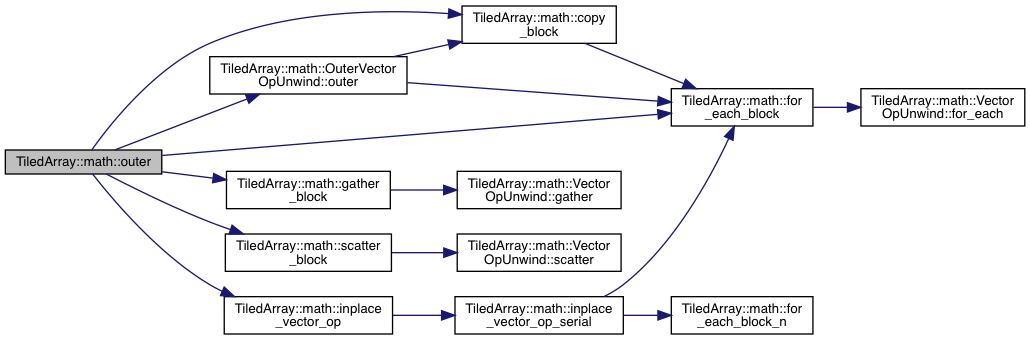 TiledArray::math::copy
_block
TiledArray::math::OuterVector
OpUnwind::outer
TiledArray::math::for
_each_block
TiledArray::math::Vector
OpUnwind::for_each
TiledArray::math::outer
TiledArray::math::gather
_block
TiledArray::math::Vector
OpUnwind::gather
TiledArray::math::scatter
_block
TiledArray::math::Vector
OpUnwind::scatter
TiledArray::math::inplace
_vector_op
TiledArray::math::inplace
_vector_op_serial
TiledArray::math::for
_each_block_n